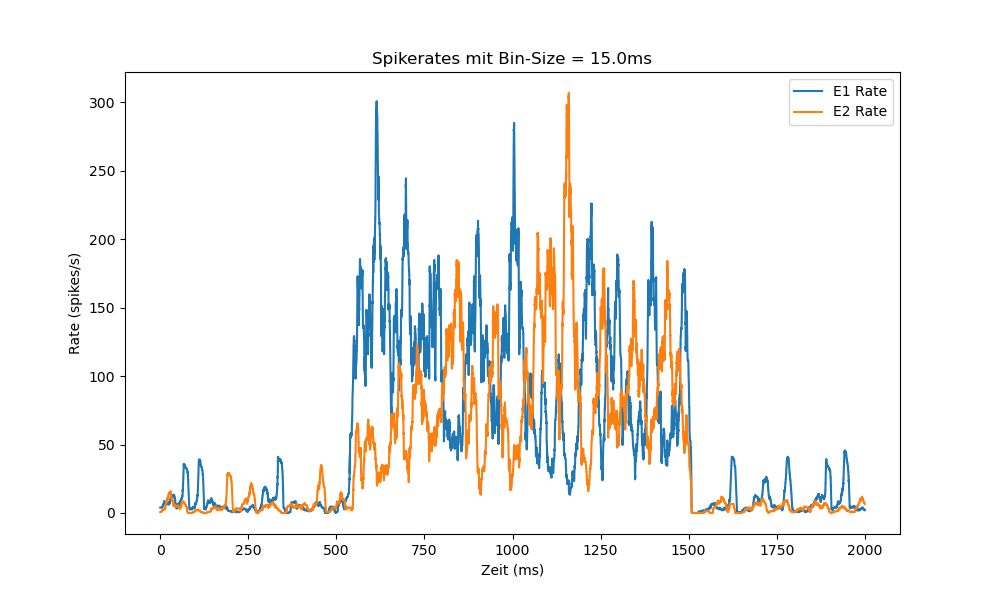 Spikerates mit Bin-Size = 15.0ms
E1 Rate
E2 Rate
300
250
200
150
100
50
0
Rate (spikes/s)
0 250 500 750 1000 1250 1500 1750 2000
Zeit (ms)